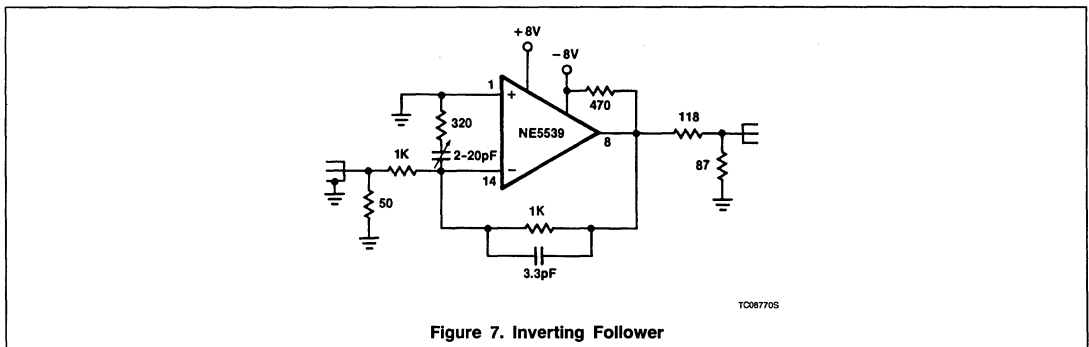 + 8V
− 8V
1
+
470
320
NE5539
118
8
1K
2-20pF
87
−
14
50
1K
3.3pF
TC08770S
Figure 7. Inverting Follower